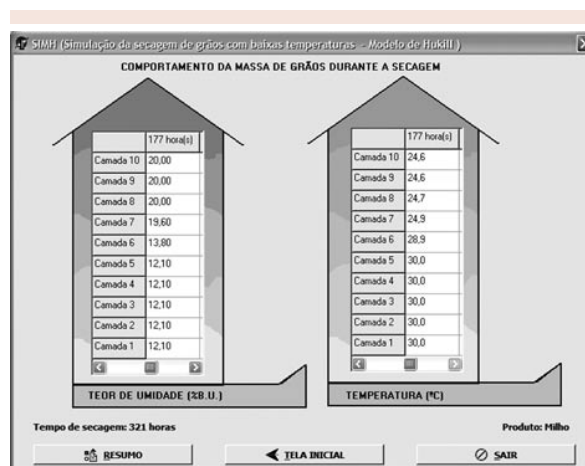 SIMH (Simulação da secagem de grãos com baixas temperaturas - Modelo de Hukill )
COMPORTAMENTO DA MASSA DE GRÃOS DURANTE A SECAGEM
177 hora(s)
Camada 10 20,00
Camada 9 20,00
Camada 8 20,00
Camada 7 19,60
Camada 6 13,80
Camada 5 12,10
Camada 4 12,10
Camada 3 12,10
Camada 2 12,10
Camada 1 12,10
TEOR DE UMIDADE (%B.U.)
177 hora(s)
Camada 10 24,6
Camada 9 24,6
Camada 8 24,7
Camada 7 24,9
Camada 6 28,9
Camada 5 30,0
Camada 4 30,0
Camada 3 30,0
Camada 2 30,0
Camada 1 30,0
TEMPERATURA (ºC)
Tempo de secagem: 321 horas
Produto: Milho
RESUMO
TELA INICIAL
SAIR